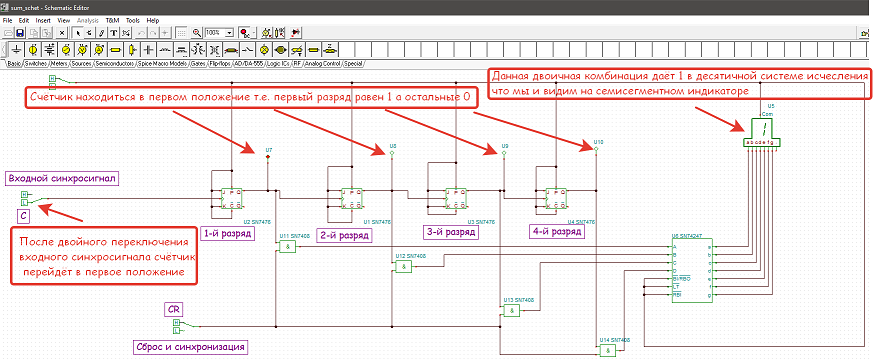 sum_schet - Schematic Editor
File Edit Insert View Analysis T&M Tools Help
100%
Basic Switches Meters Sources Semiconductors Spice Macro Models Gates Flip-flops AD/DA-555 Logic ICs RF Analog Control Special
Счетчик находиться в первом положение т.е. первый разряд равен 1 а остальные 0
Данная двоичная комбинация даёт 1 в десятичной системе исчесления
что мы и видим на семисегментном индикаторе
U5
Com
a b c d e f g
U7
U8
U9
U10
Входной синхросигнал
H
L
C
U2 SN7476
U1 SN7476
U3 SN7476
U4 SN7476
1-й разряд
2-й разряд
3-й разряд
4-й разряд
После двойного переключения
входного синхросигнала счётчик
перейдёт в первое положение
U11 SN7408
&
U12 SN7408
&
U13 SN7408
&
U14 SN7408
&
U6 SN74247
A
B
C
D
BI/RBO
LT
RBI
a
b
c
d
e
f
g
CR
H
L
Сброс и синхронизация